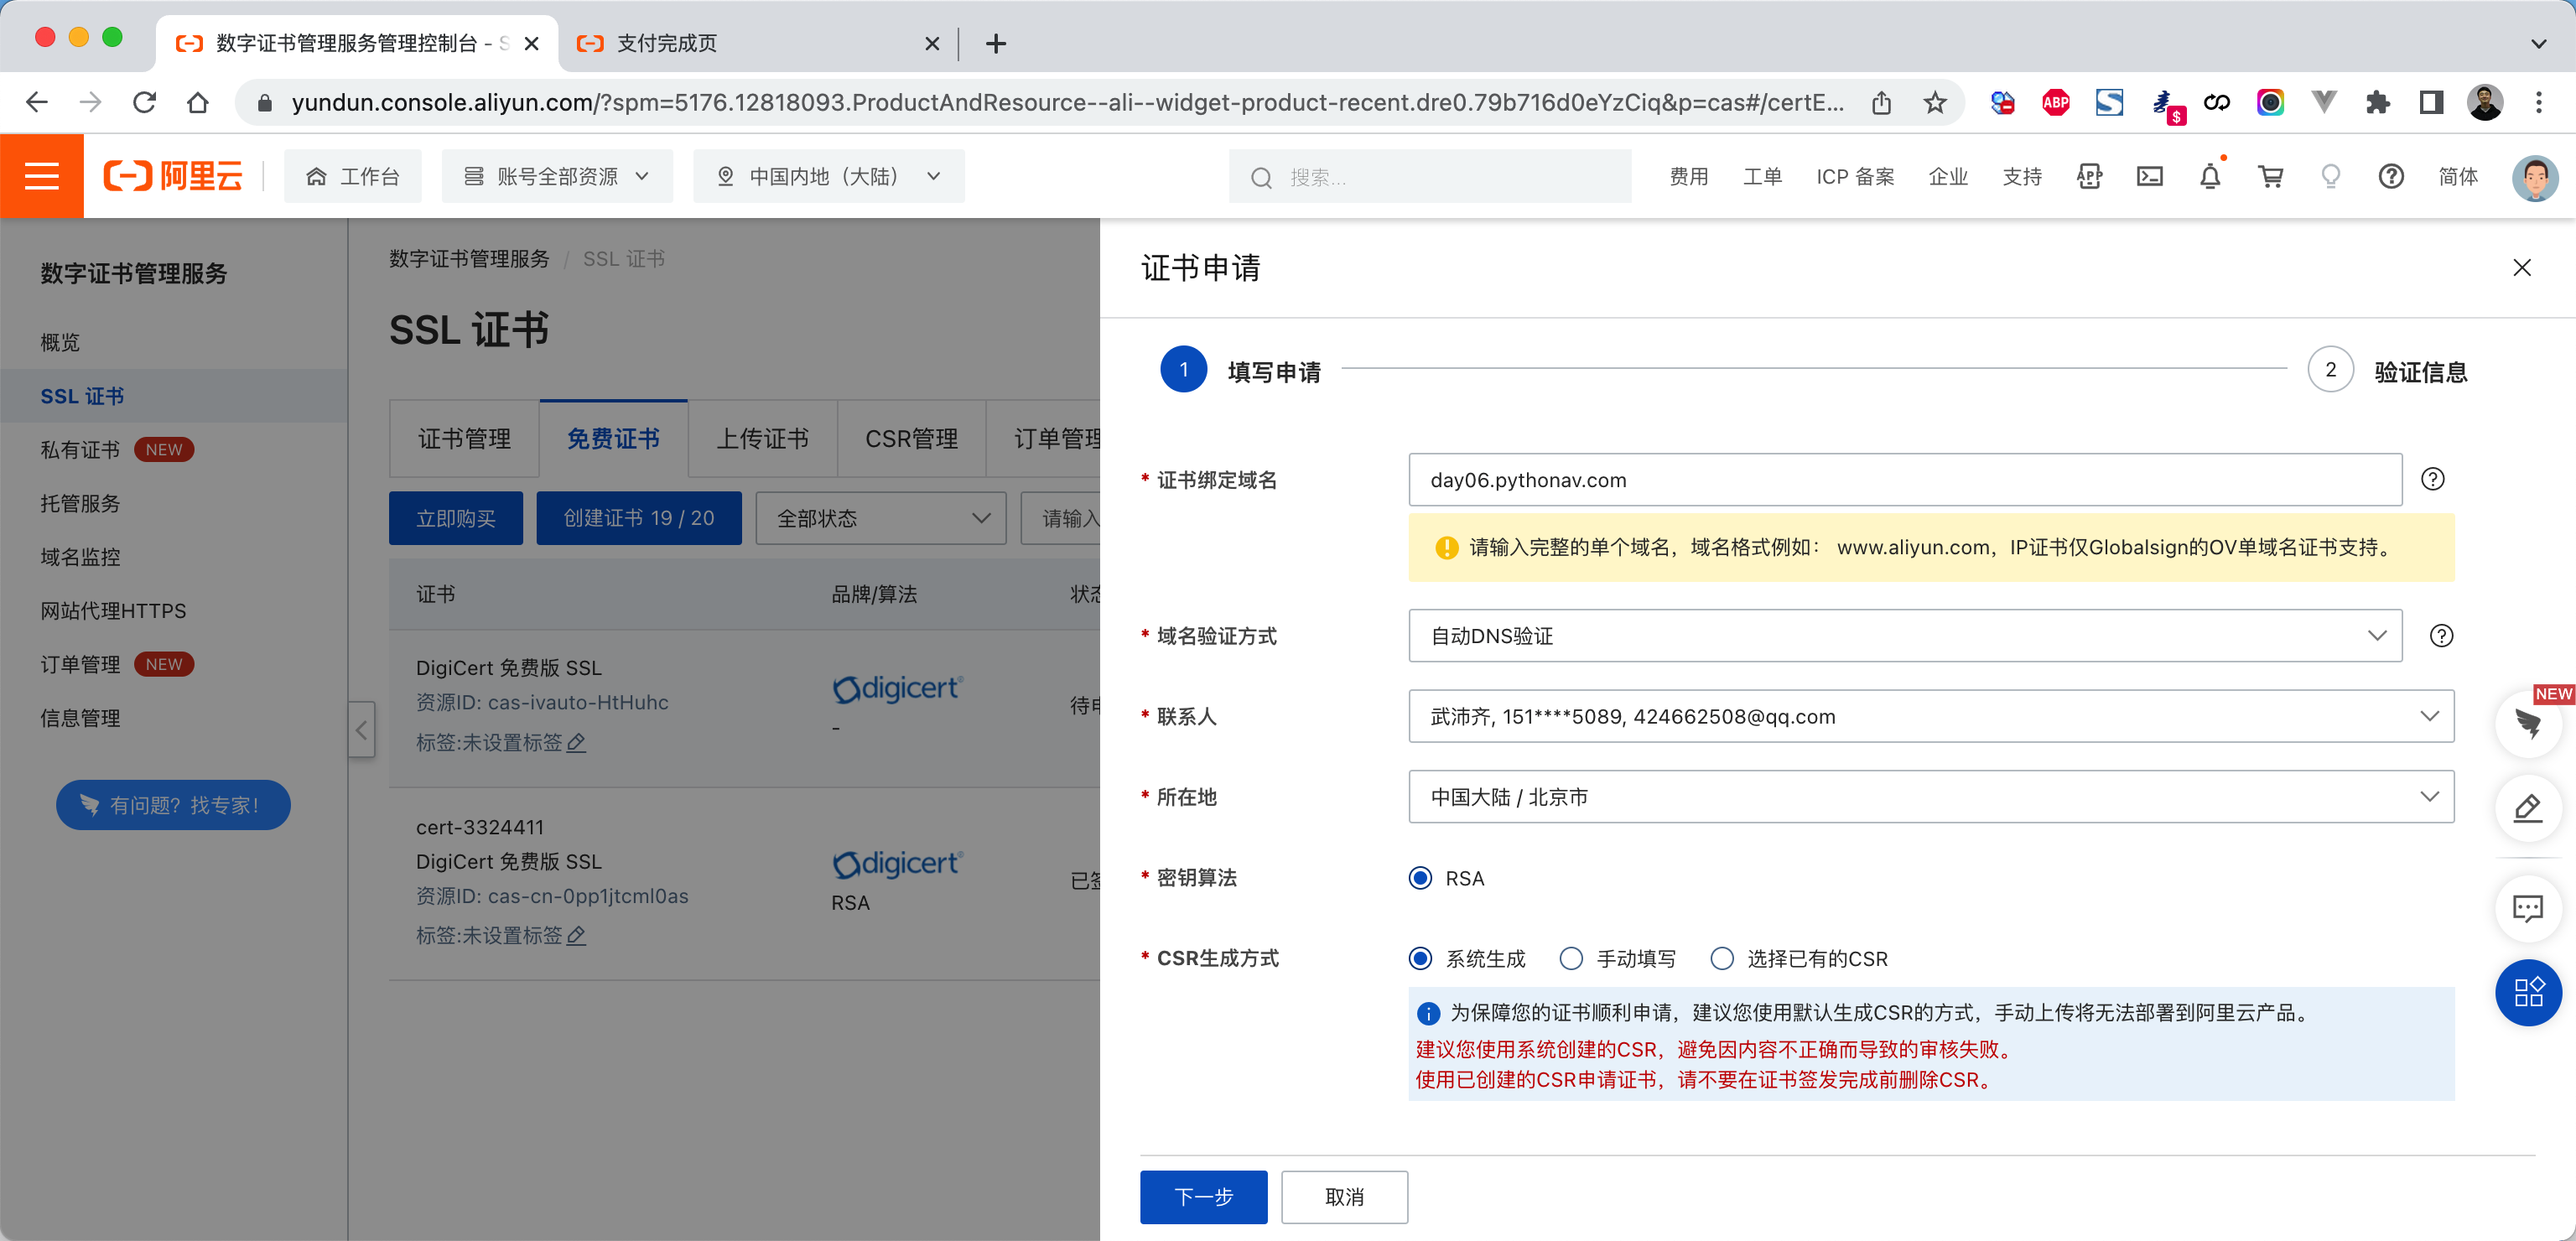 数字证书管理服务管理控制台 - S
支付完成页
yundun.console.aliyun.com/?spm=5176.12818093.ProductAndResource--ali--widget-product-recent.dre0.79b716d0eYzCiq&p=cas#/certE...
ABP
$
阿里云
工作台
账号全部资源
中国内地（大陆）
搜索...
费用
工单
ICP 备案
企业
支持
APP
简体
数字证书管理服务
概览
SSL 证书
私有证书 NEW
托管服务
域名监控
网站代理HTTPS
订单管理 NEW
信息管理
有问题？找专家！
数字证书管理服务 / SSL 证书
SSL 证书
证书管理
免费证书
上传证书
CSR管理
订单管理
立即购买
创建证书 19 / 20
全部状态
请输入
证书
品牌/算法
DigiCert 免费版 SSL
资源ID: cas-ivauto-HtHuhc
标签:未设置标签
digicert®
-
cert-3324411
DigiCert 免费版 SSL
资源ID: cas-cn-0pp1jtcml0as
标签:未设置标签
digicert®
RSA
证书申请
1 填写申请
2 验证信息
* 证书绑定域名
day06.pythonav.com
请输入完整的单个域名，域名格式例如： www.aliyun.com，IP证书仅Globalsign的OV单域名证书支持。
* 域名验证方式
自动DNS验证
* 联系人
武沛齐, 151****5089, 424662508@qq.com
* 所在地
中国大陆 / 北京市
* 密钥算法
RSA
* CSR生成方式
系统生成
手动填写
选择已有的CSR
为保障您的证书顺利申请，建议您使用默认生成CSR的方式，手动上传将无法部署到阿里云产品。
建议您使用系统创建的CSR，避免因内容不正确而导致的审核失败。
使用已创建的CSR申请证书，请不要在证书签发完成前删除CSR。
下一步
取消
NEW